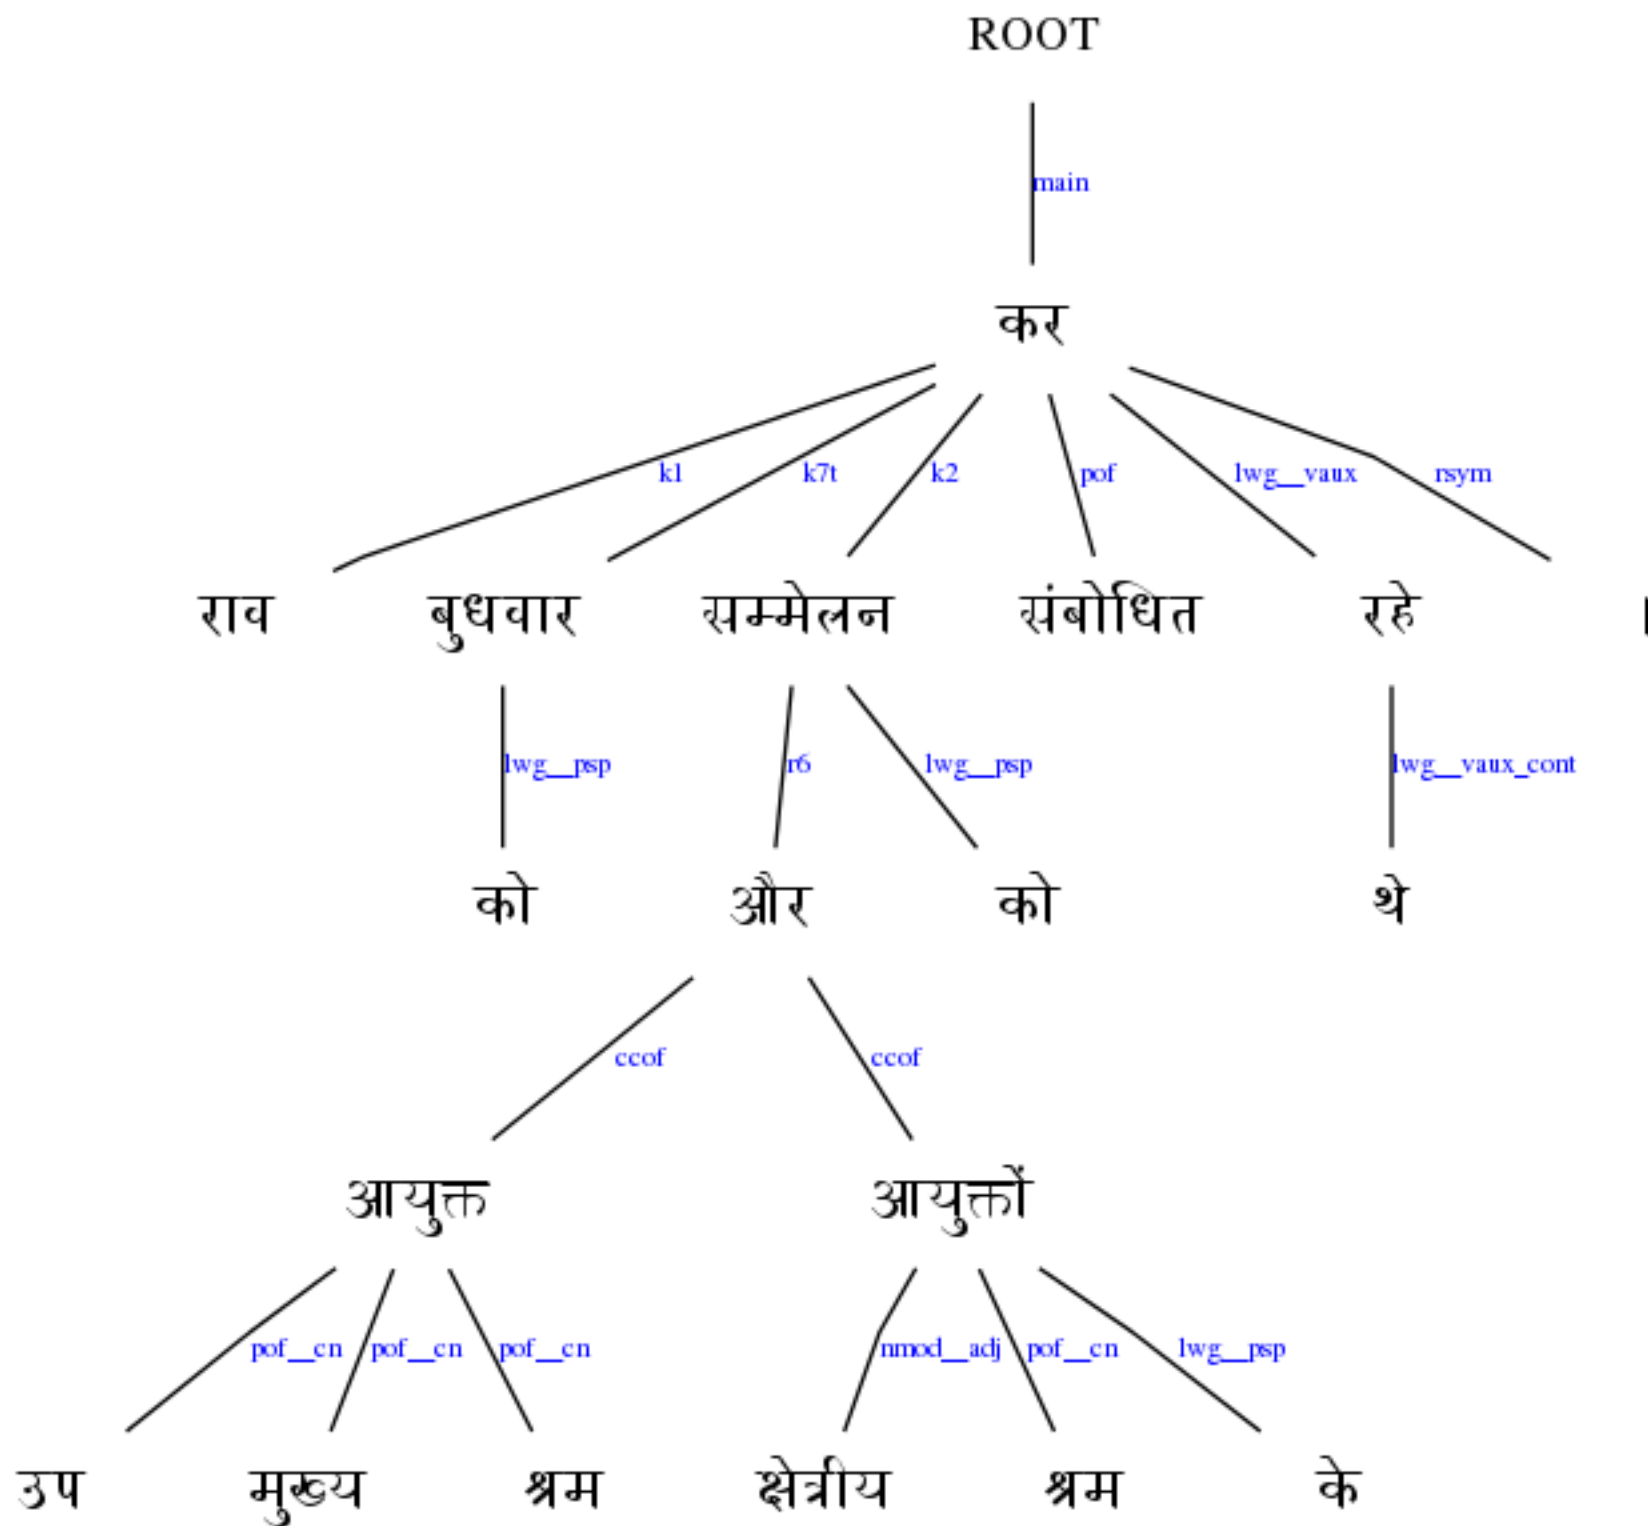 ROOT
main
कर
k1 k7t k2 pof lwg__vaux rsym
राव बुधवार सम्मेलन संबोधित रहे ।
lwg__psp r6 lwg__psp lwg__vaux_cont
को और को थे
ccof ccof
आयुक्त आयुक्तों
pof__cn pof__cn pof__cn nmod__adj pof__cn lwg__psp
उप मुख्य श्रम क्षेत्रीय श्रम के